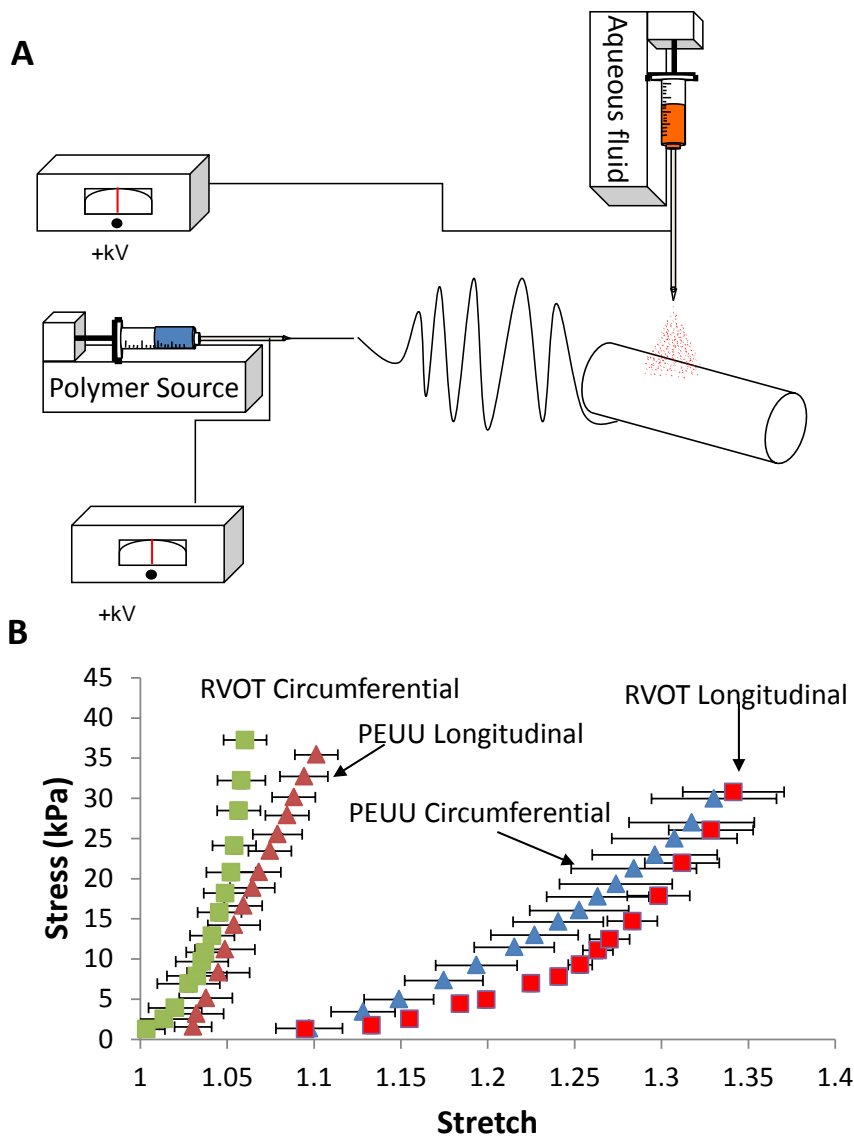 A
Aqueous fluid
+kV
Polymer Source
+kV
B
45
40
35
30
25
20
15
10
5
0
Stress (kPa)
RVOT Circumferential
RVOT Longitudinal
PEUU Longitudinal
PEUU Circumferential
1 1.05 1.1 1.15 1.2 1.25 1.3 1.35 1.4
Stretch